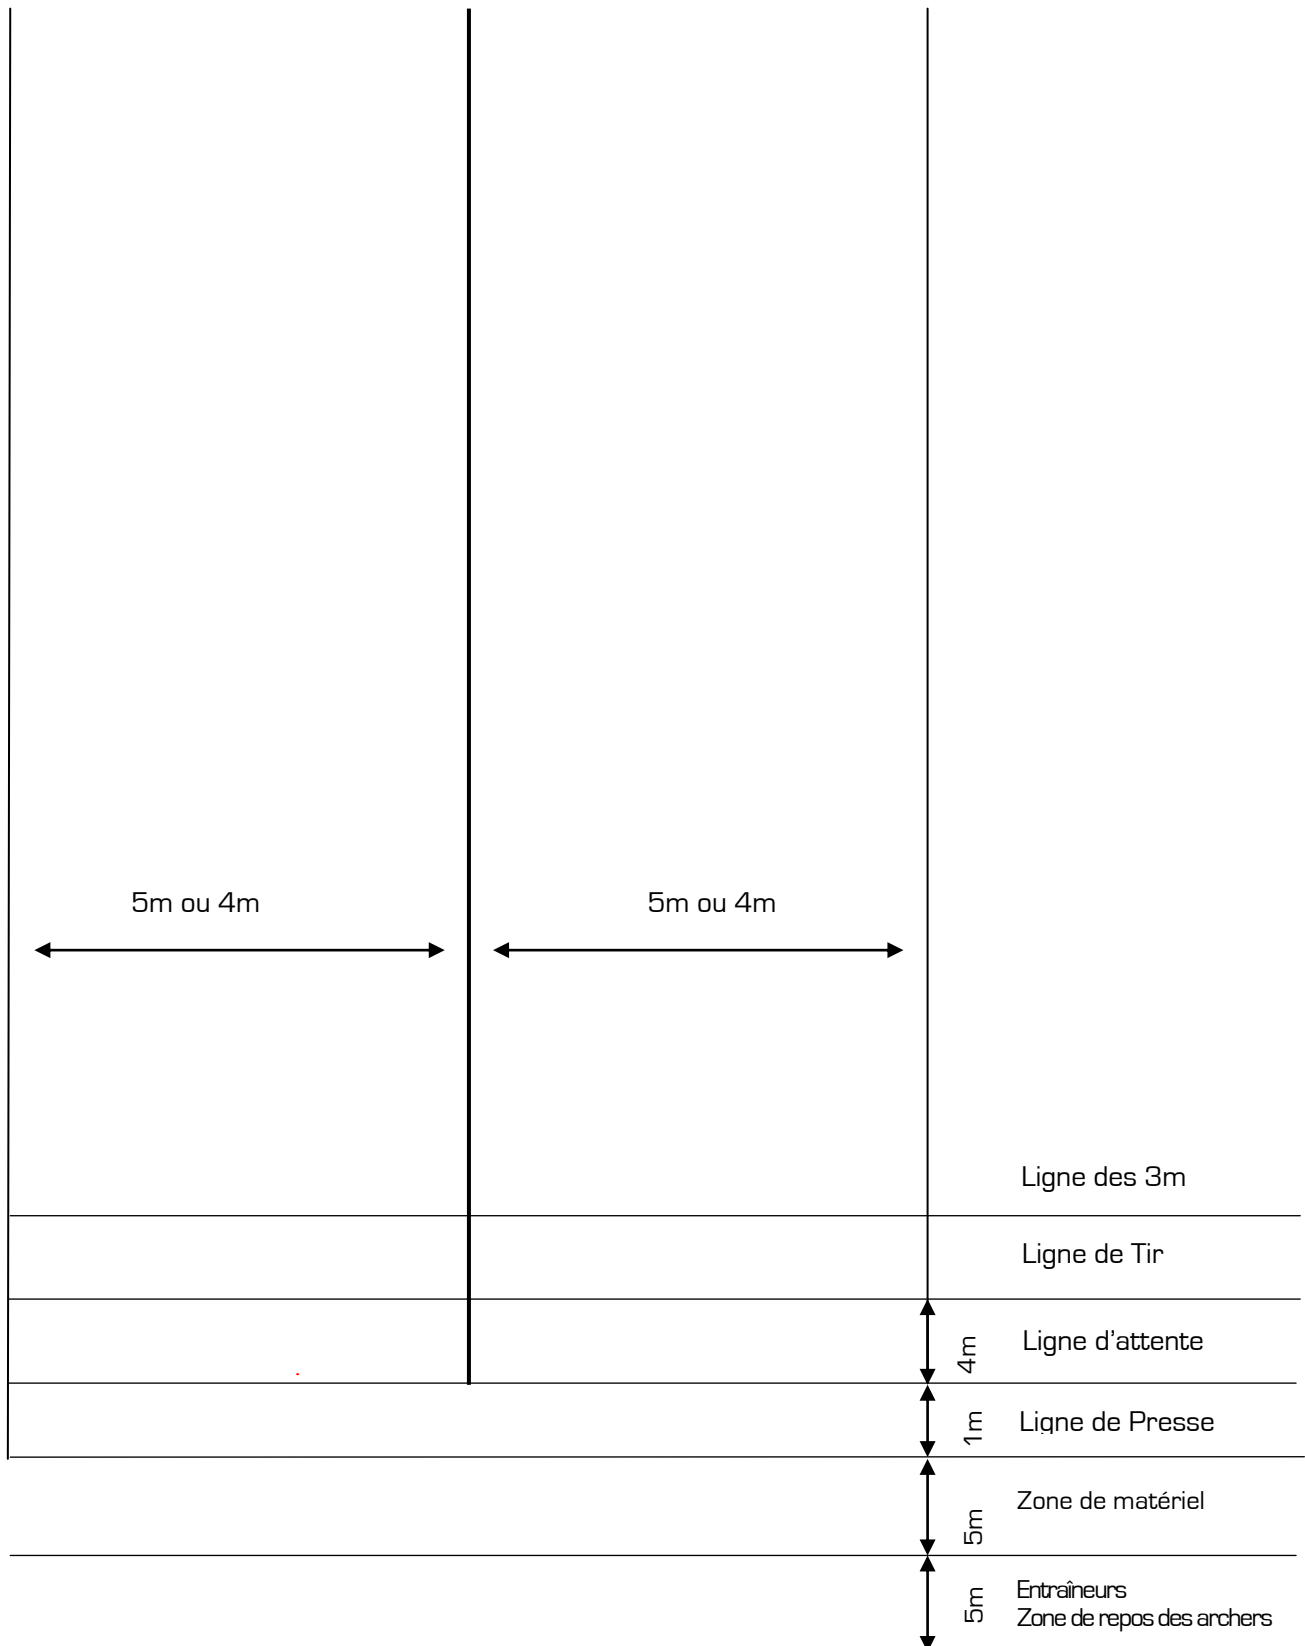 5m ou 4m
5m ou 4m
Ligne des 3m
Ligne de Tir
4m
Ligne d’attente
1m
Ligne de Presse
5m
Zone de matériel
5m
Entraîneurs
Zone de repos des archers